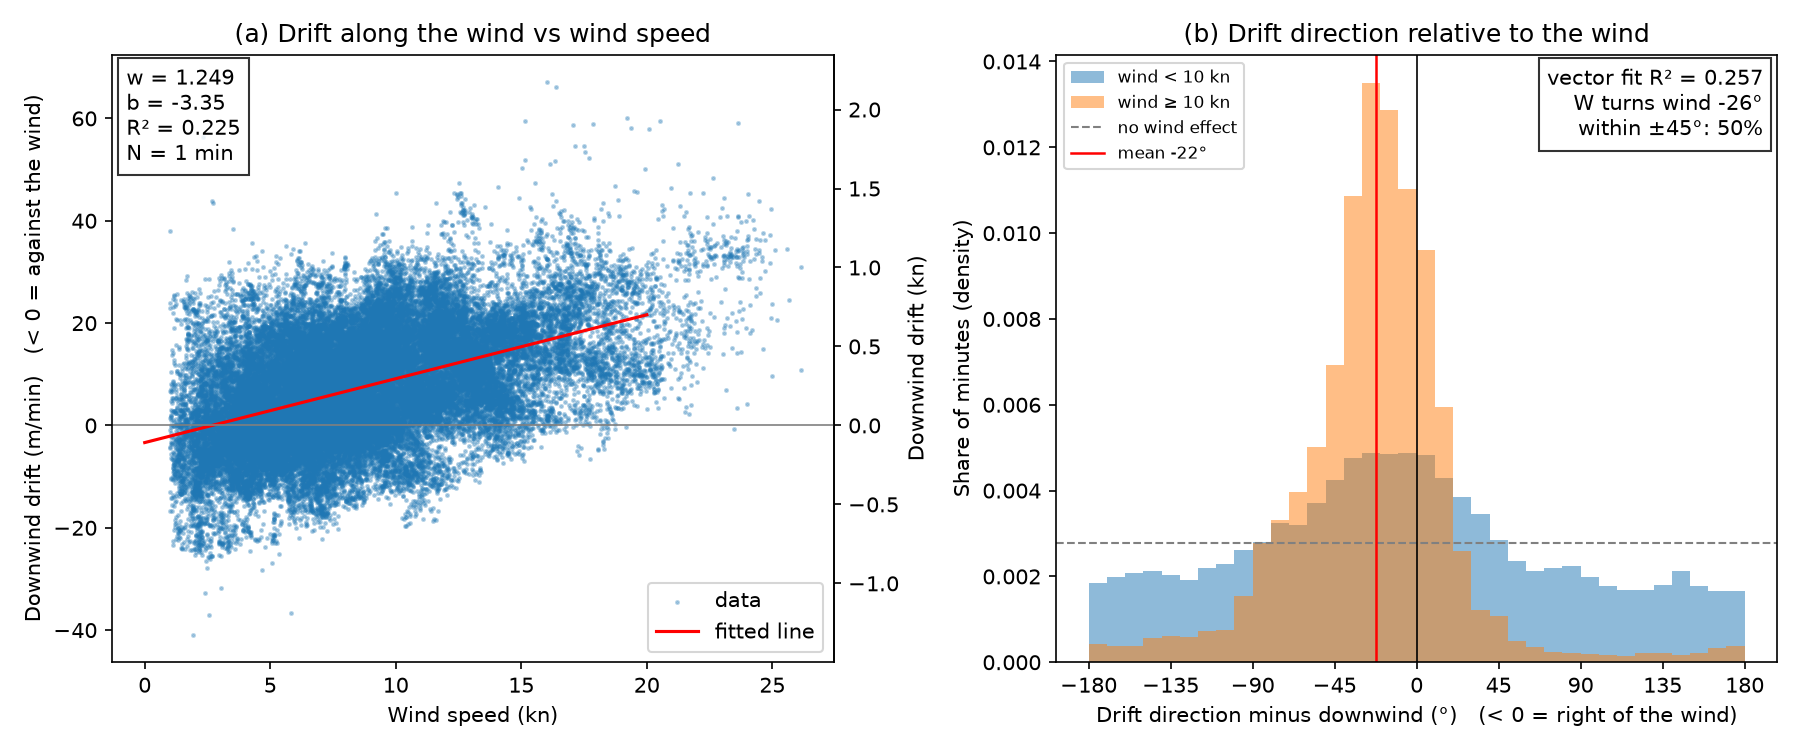 (a) Drift along the wind vs wind speed
w = 1.249
b = -3.35
R² = 0.225
N = 1 min
Downwind drift (m/min)   (< 0 = against the wind)
60
40
20
0
−20
−40
2.0
1.5
1.0
0.5
0.0
−0.5
−1.0
Downwind drift (kn)
data
fitted line
0 5 10 15 20 25
Wind speed (kn)
(b) Drift direction relative to the wind
wind < 10 kn
wind ≥ 10 kn
no wind effect
mean -22°
vector fit R² = 0.257
W turns wind -26°
within ±45°: 50%
Share of minutes (density)
0.014
0.012
0.010
0.008
0.006
0.004
0.002
0.000
−180 −135 −90 −45 0 45 90 135 180
Drift direction minus downwind (°)   (< 0 = right of the wind)